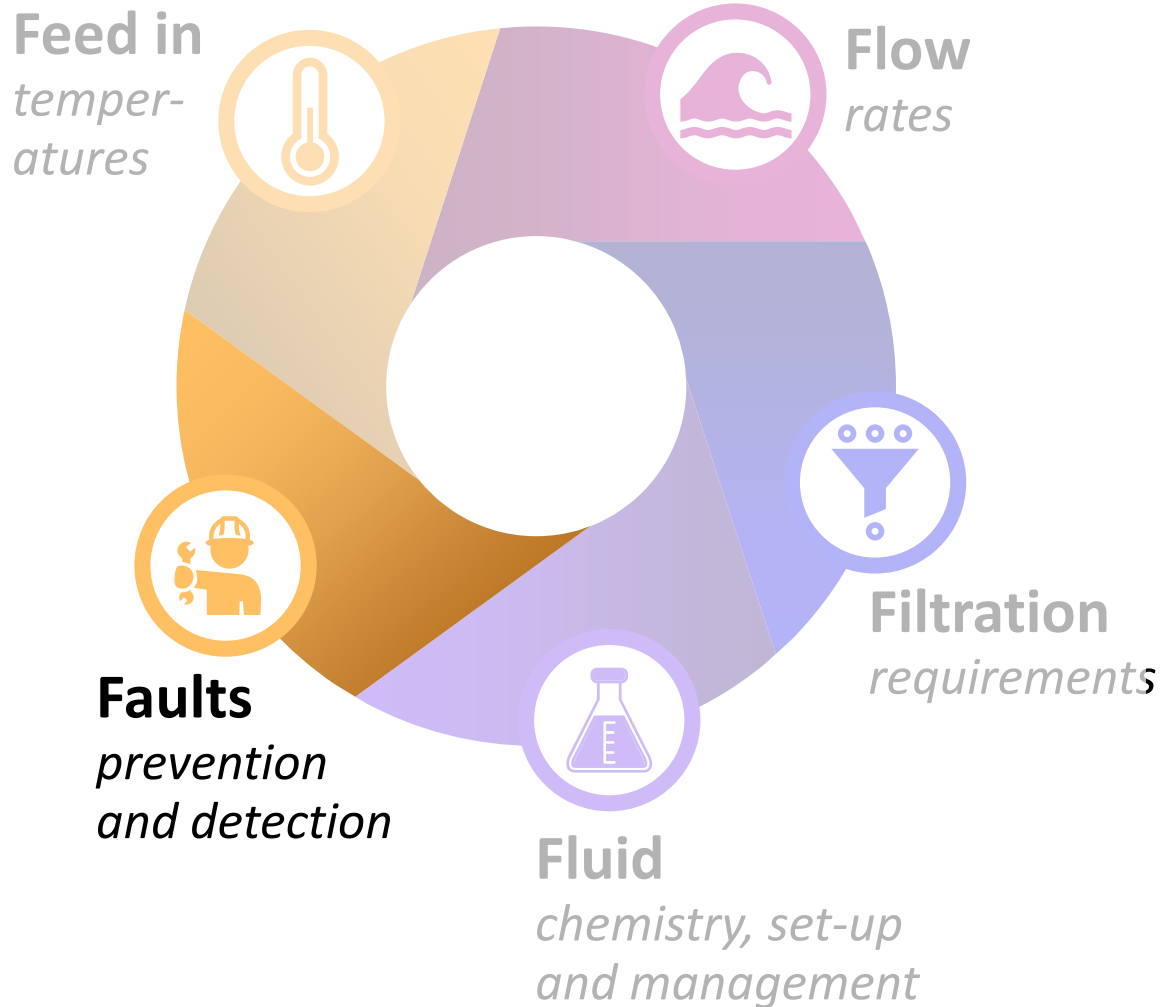 Feed in
temper-
atures
Flow
rates
Filtration
requirements
Faults
prevention
and detection
Fluid
chemistry, set-up
and management